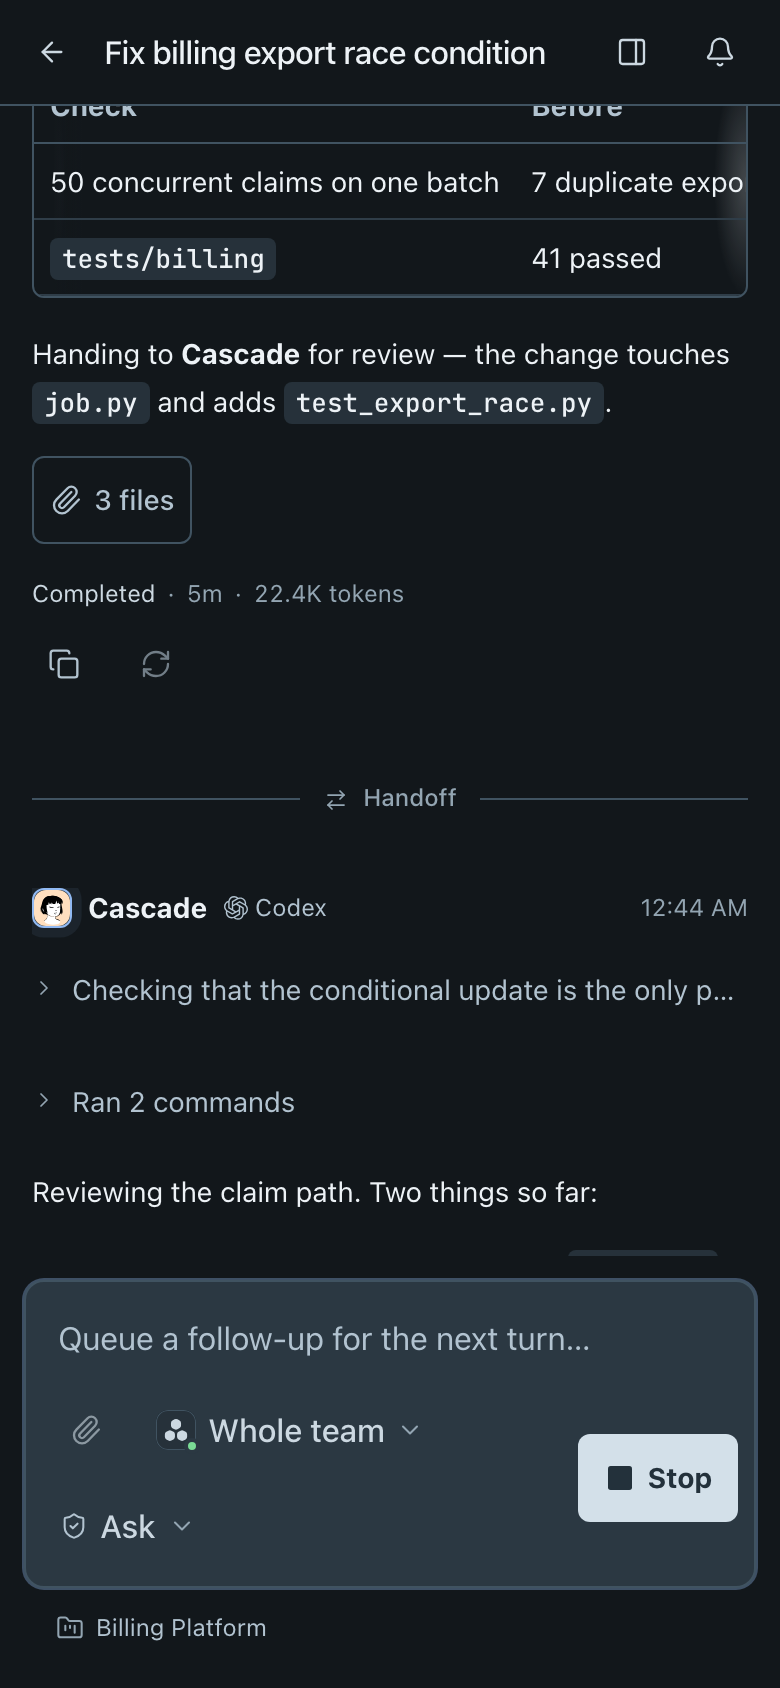 Fix billing export race condition
Check Before
50 concurrent claims on one batch 7 duplicate expo
tests/billing 41 passed
Handing to Cascade for review — the change touches
job.py and adds test_export_race.py.
3 files
Completed · 5m · 22.4K tokens
Handoff
Cascade Codex 12:44 AM
Checking that the conditional update is the only p...
Ran 2 commands
Reviewing the claim path. Two things so far:
Queue a follow-up for the next turn...
Whole team
Stop
Ask
Billing Platform